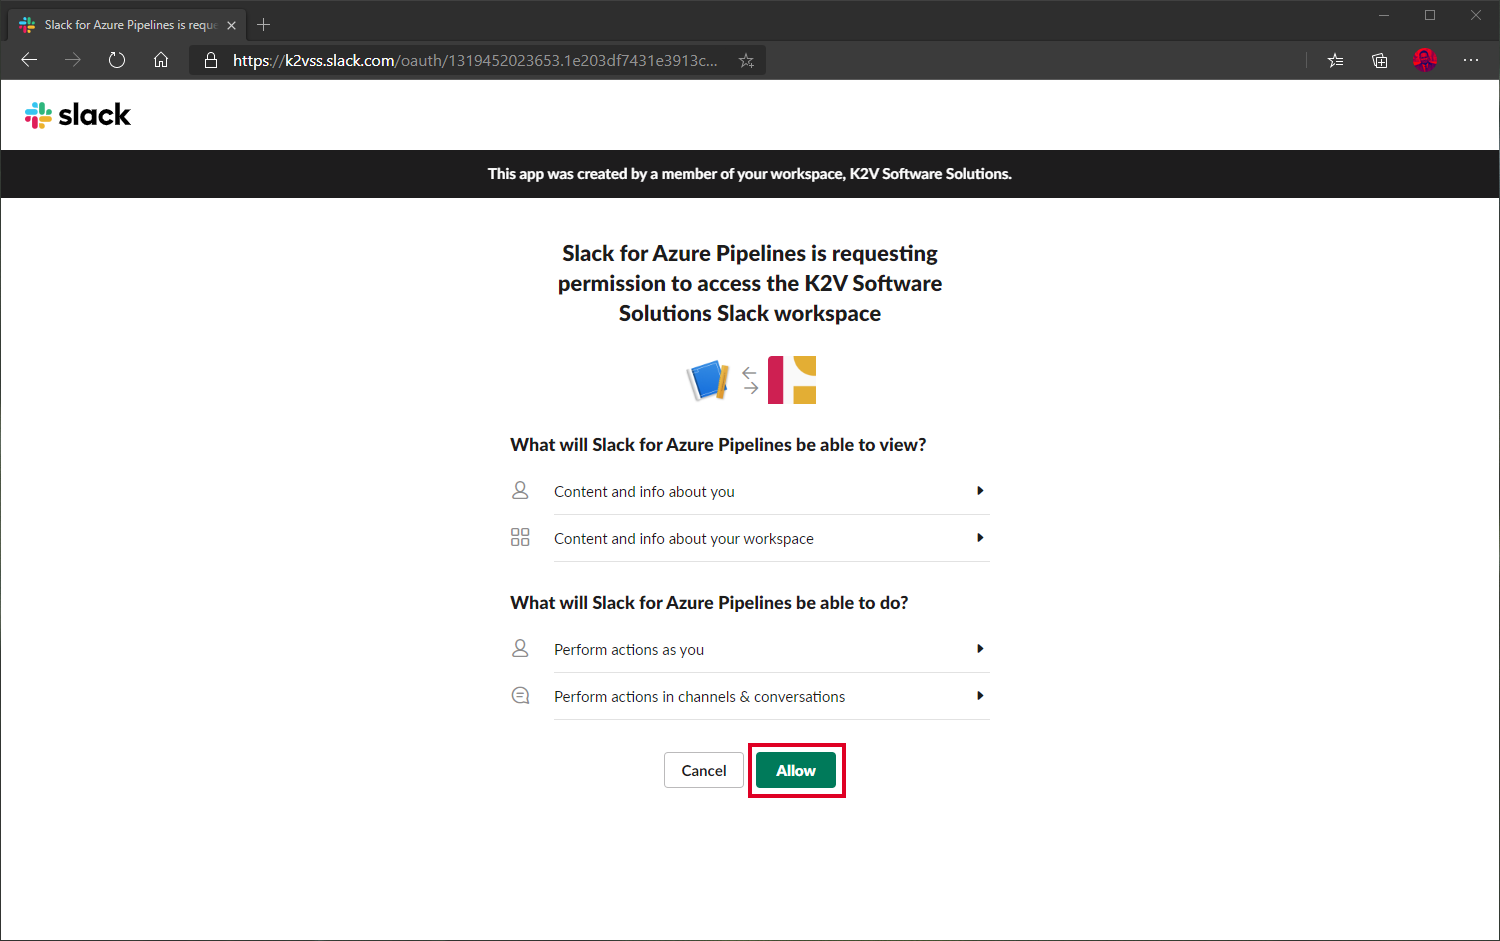 Slack for Azure Pipelines is reque
https://k2vss.slack.com/oauth/1319452023653.1e203df7431e3913c...
slack
This app was created by a member of your workspace, K2V Software Solutions.
Slack for Azure Pipelines is requesting
permission to access the K2V Software
Solutions Slack workspace
What will Slack for Azure Pipelines be able to view?
Content and info about you
Content and info about your workspace
What will Slack for Azure Pipelines be able to do?
Perform actions as you
Perform actions in channels & conversations
Cancel
Allow